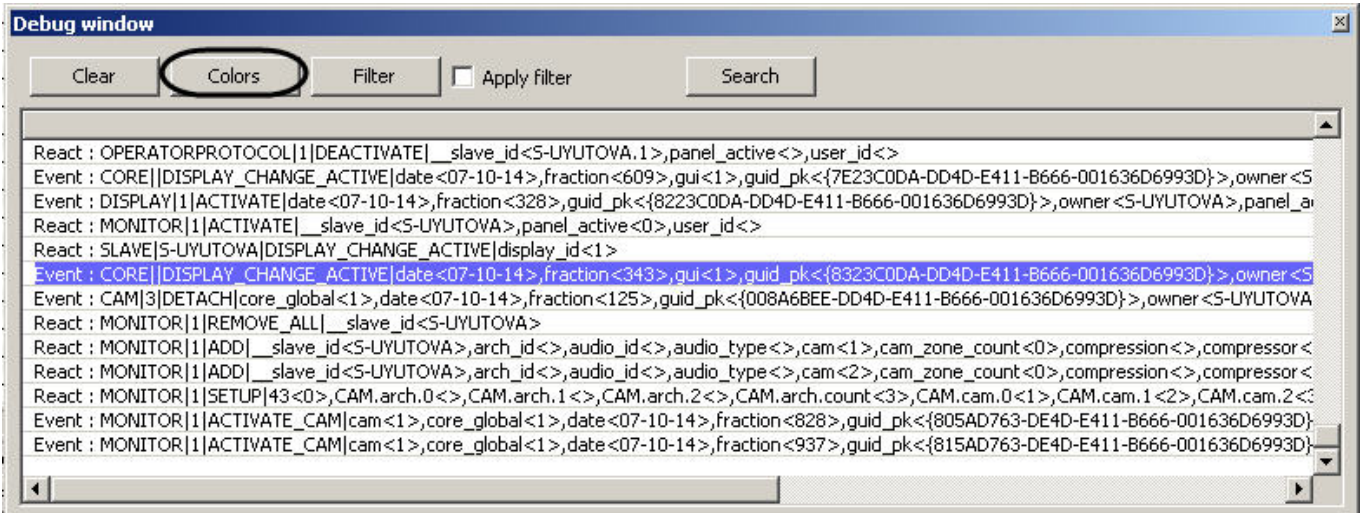 Debug window
Clear Colors Filter Apply filter Search
React : OPERATORPROTOCOL|1|DEACTIVATE|__slave_id<S-UYUTOVA.1>,panel_active<>,user_id<>
Event : CORE||DISPLAY_CHANGE_ACTIVE|date<07-10-14>,fraction<609>,gui<1>,guid_pk<{7E23C0DA-DD4D-E411-B666-001636D6993D}>,owner<S
Event : DISPLAY|1|ACTIVATE|date<07-10-14>,fraction<328>,guid_pk<{8223C0DA-DD4D-E411-B666-001636D6993D}>,owner<S-UYUTOVA>,panel_a
React : MONITOR|1|ACTIVATE|__slave_id<S-UYUTOVA>,panel_active<0>,user_id<>
React : SLAVE|S-UYUTOVA|DISPLAY_CHANGE_ACTIVE|display_id<1>
Event : CORE||DISPLAY_CHANGE_ACTIVE|date<07-10-14>,fraction<343>,gui<1>,guid_pk<{8323C0DA-DD4D-E411-B666-001636D6993D}>,owner<S
Event : CAM|3|DETACH|core_global<1>,date<07-10-14>,fraction<125>,guid_pk<{008A6BEE-DD4D-E411-B666-001636D6993D}>,owner<S-UYUTOVA
React : MONITOR|1|REMOVE_ALL|__slave_id<S-UYUTOVA>
React : MONITOR|1|ADD|__slave_id<S-UYUTOVA>,arch_id<>,audio_id<>,audio_type<>,cam<1>,cam_zone_count<0>,compression<>,compressor<
React : MONITOR|1|ADD|__slave_id<S-UYUTOVA>,arch_id<>,audio_id<>,audio_type<>,cam<2>,cam_zone_count<0>,compression<>,compressor<
React : MONITOR|1|SETUP|43<0>,CAM.arch.0<>,CAM.arch.1<>,CAM.arch.2<>,CAM.arch.count<3>,CAM.cam.0<1>,CAM.cam.1<2>,CAM.cam.2<3
Event : MONITOR|1|ACTIVATE_CAM|cam<1>,core_global<1>,date<07-10-14>,fraction<828>,guid_pk<{805AD763-DE4D-E411-B666-001636D6993D}
Event : MONITOR|1|ACTIVATE_CAM|cam<1>,core_global<1>,date<07-10-14>,fraction<937>,guid_pk<{815AD763-DE4D-E411-B666-001636D6993D}